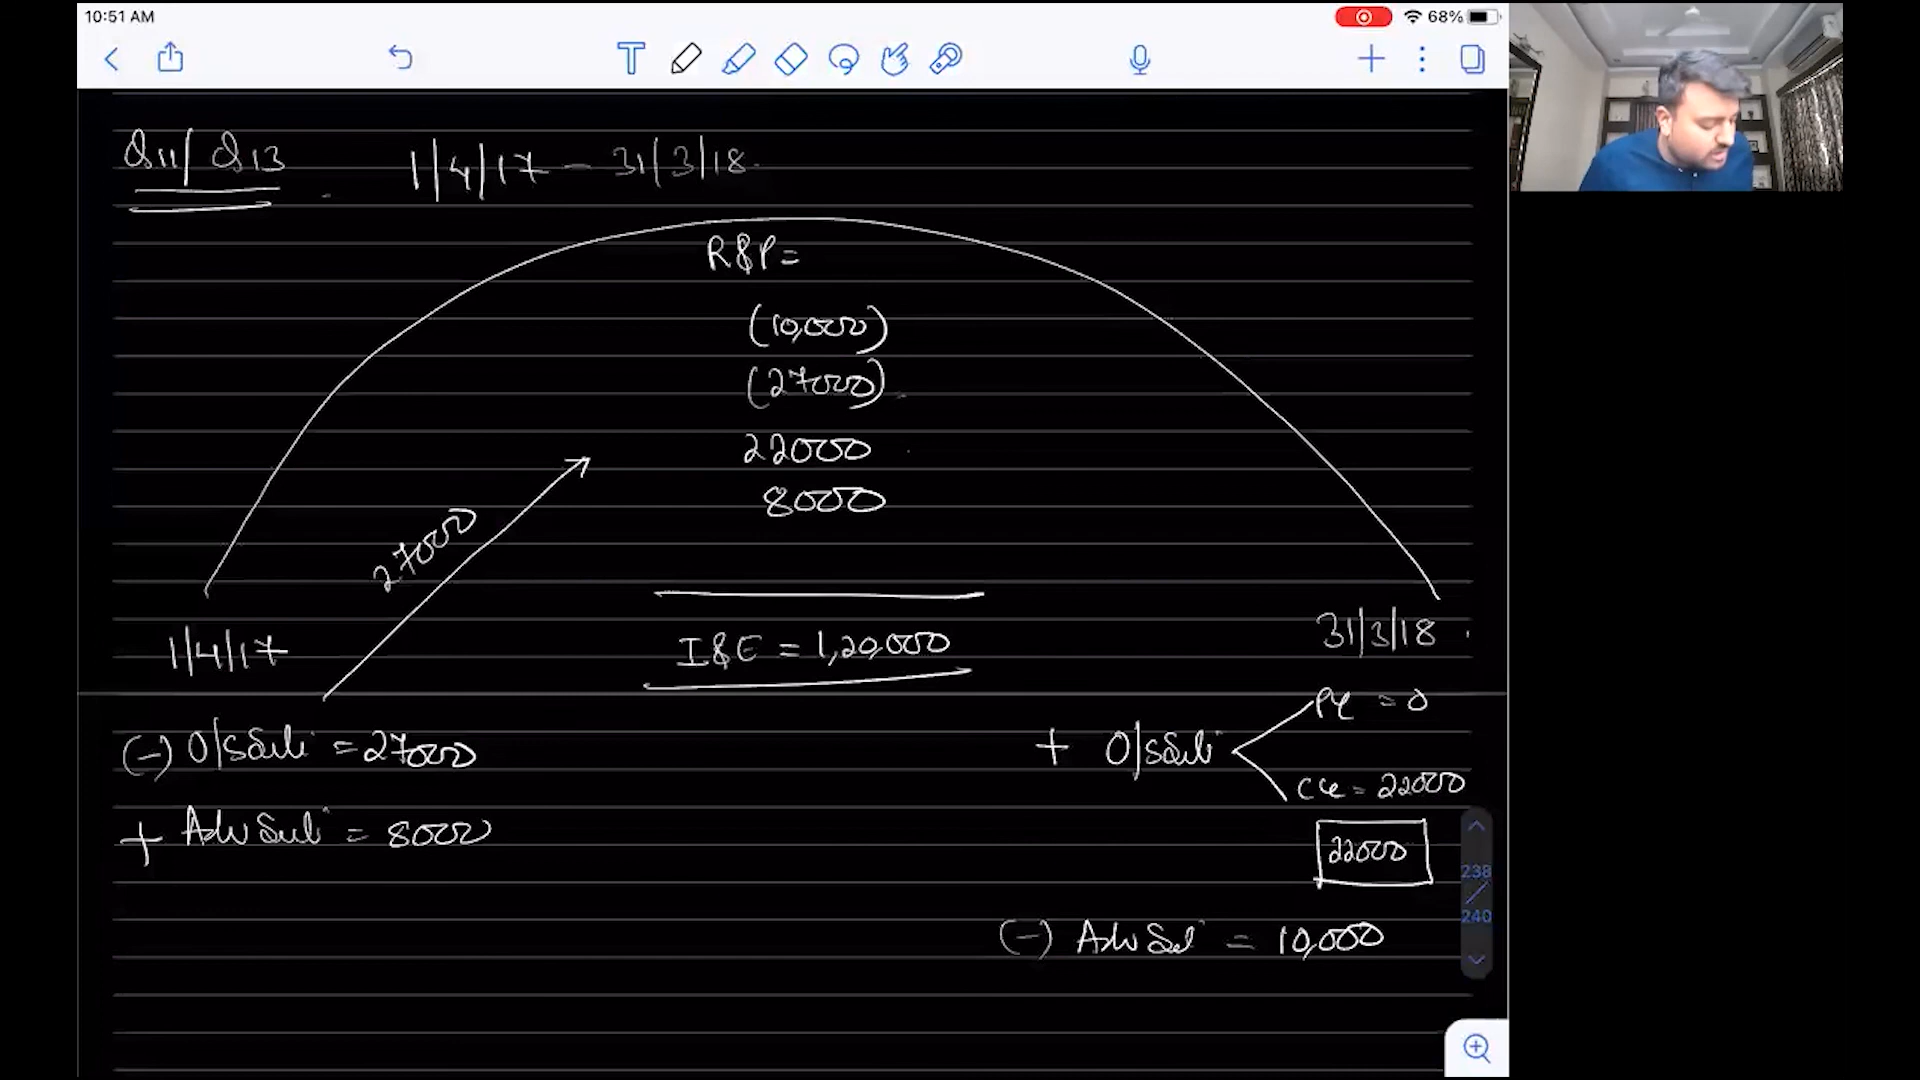 10:51 AM
68%
Q11/ Q13 1/4/17 - 31/3/18
R&P =
(10,000)
(27000)
22000
8000
27000
1/4/17
I&E = 1,20,000
31/3/18
PY = 0
(-) O/S Sub = 27000
+ O/S Sub
CY = 22000
+ Adv Sub = 8000
22000
238
/
240
(-) Adv Sub = 10,000